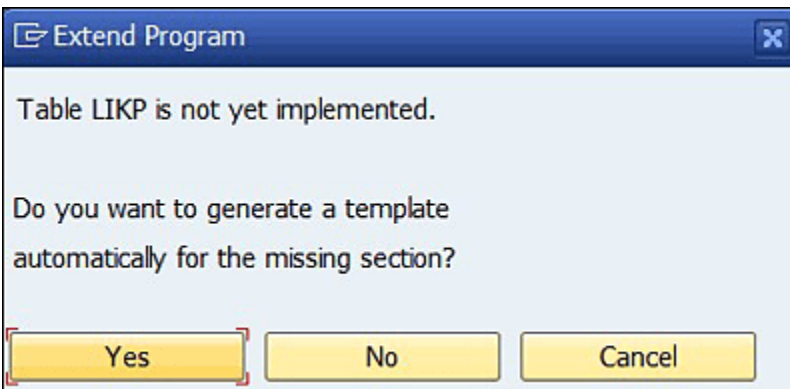 Extend Program
Table LIKP is not yet implemented.
Do you want to generate a template
automatically for the missing section?
Yes No Cancel